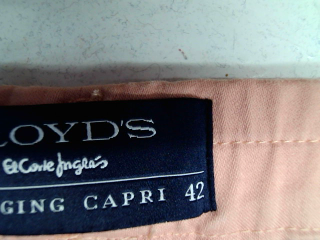 LOYD'S
El Corte Inglés
GING CAPRI 42